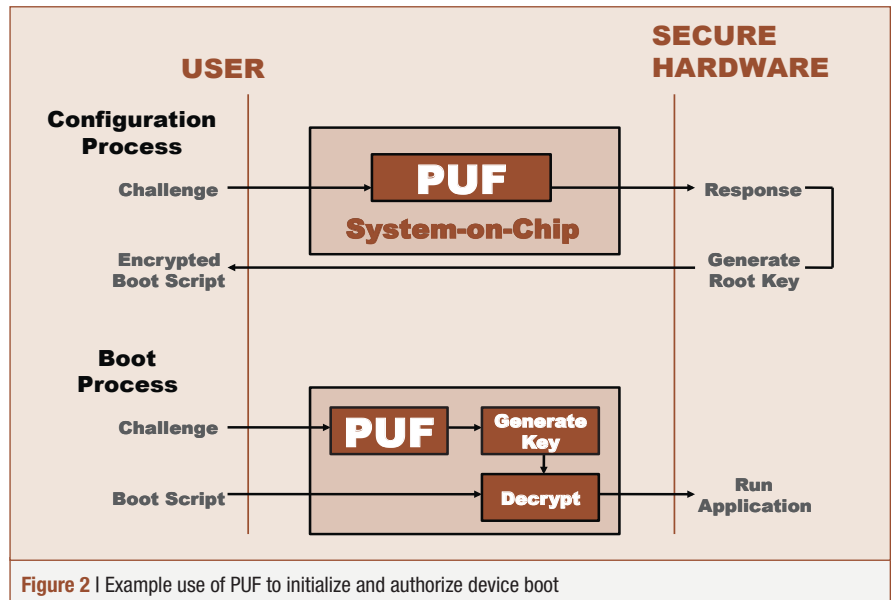 USER
SECURE
HARDWARE
Configuration
Process
Challenge
PUF
Response
System-on-Chip
Encrypted
Boot Script
Generate
Root Key
Boot
Process
Challenge
PUF
Generate
Key
Boot Script
Decrypt
Run
Application
Figure 2 | Example use of PUF to initialize and authorize device boot